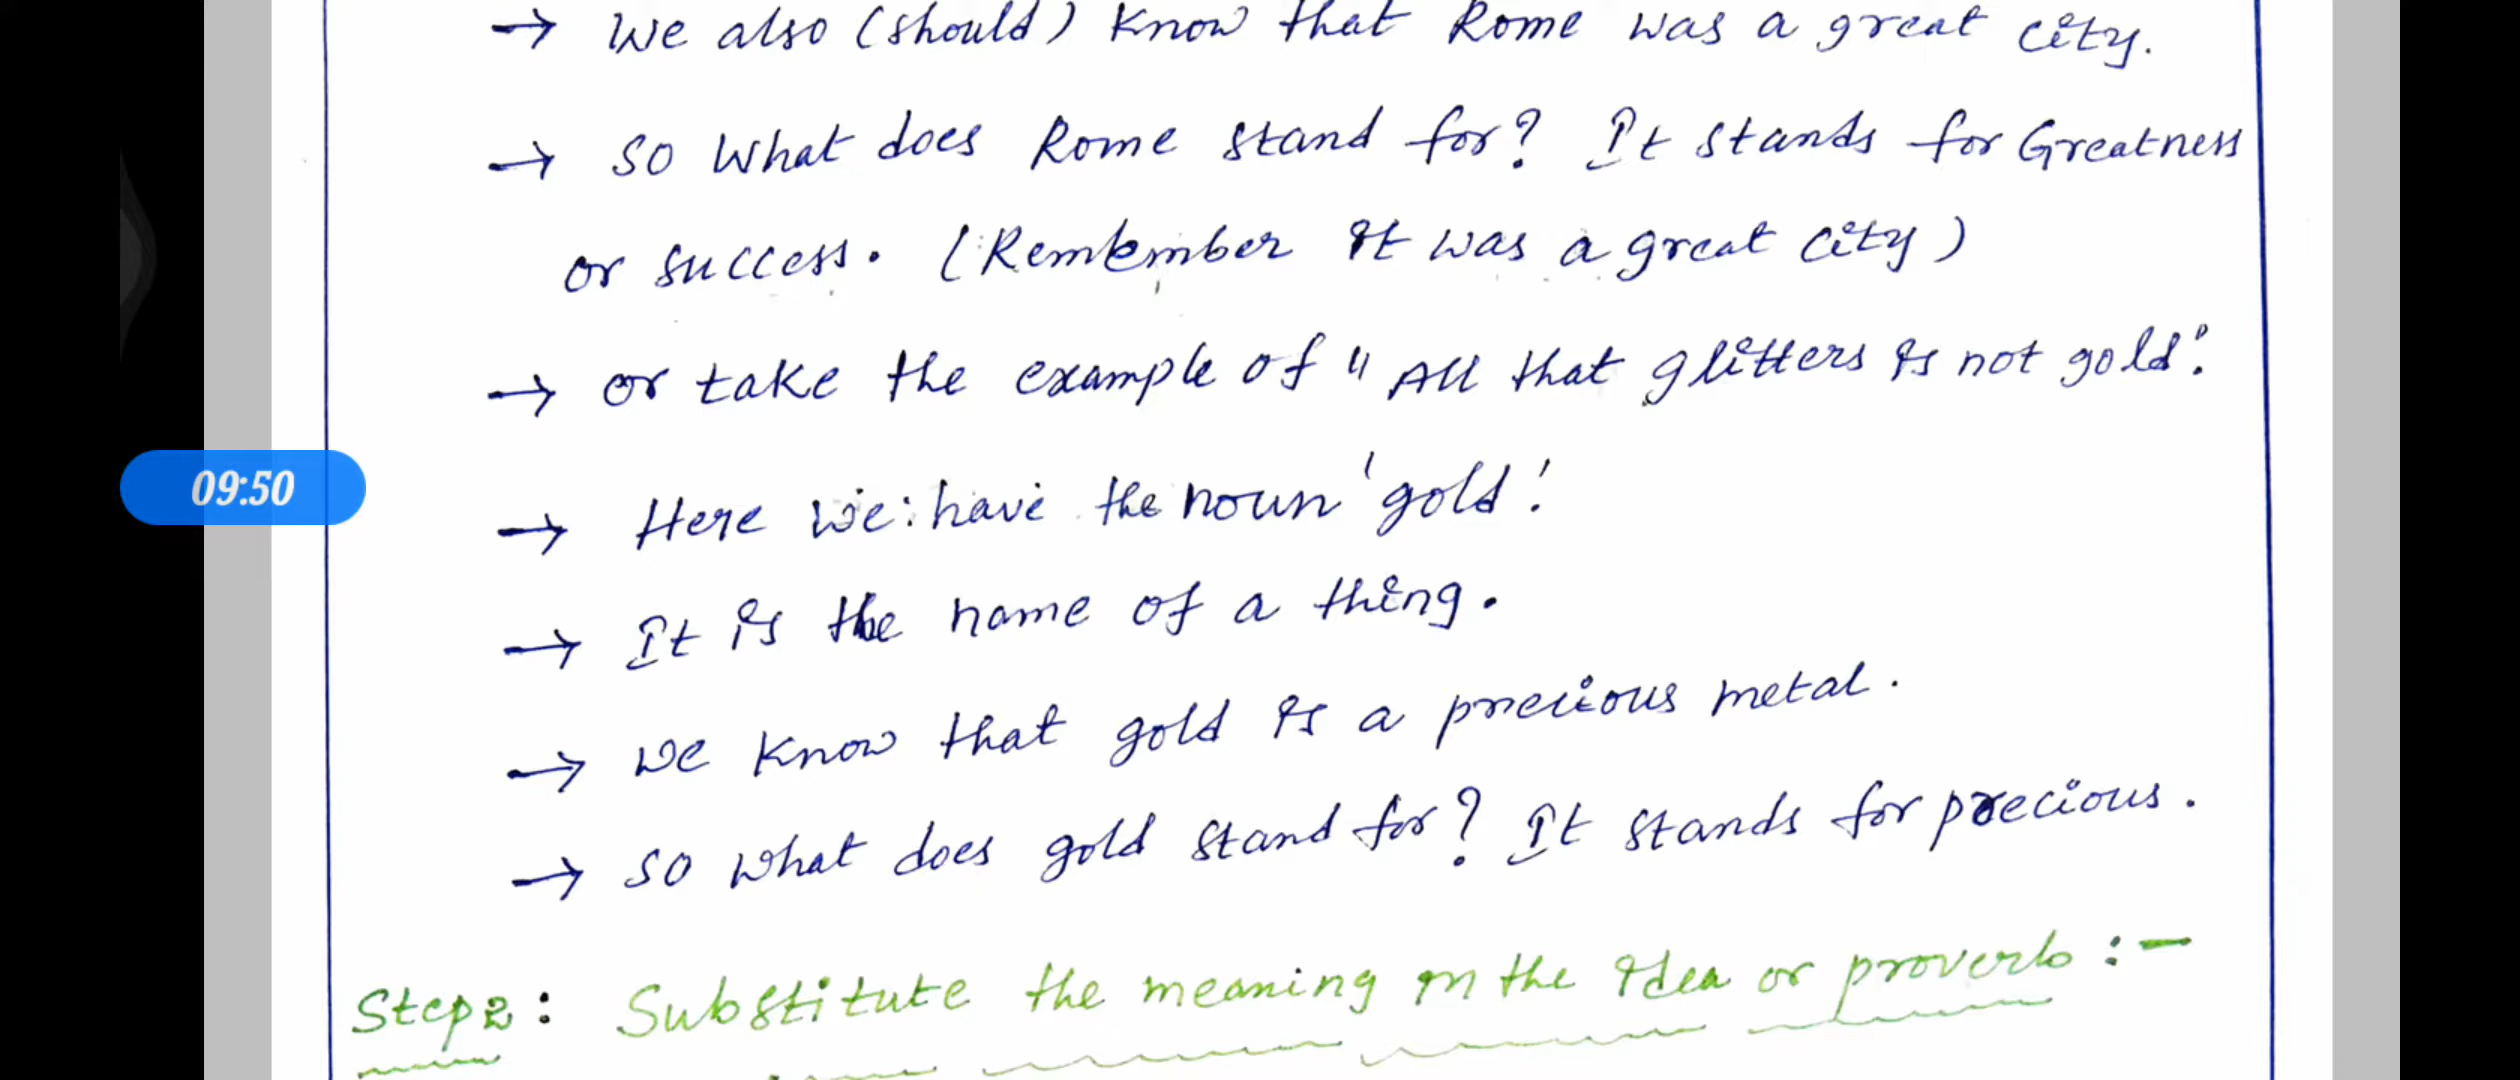 → We also (should) know that Rome was a great city.
→ So What does Rome stand for? It stands for Greatness
or success. (Remember it was a great city)
→ or take the example of "All that glitters is not gold".
09:50
→ Here we have the noun 'gold'.
→ It is the name of a thing.
→ We know that gold is a precious metal.
→ So what does gold stand for? It stands for precious.
Step2: Substitute the meaning in the Idea or proverb :-